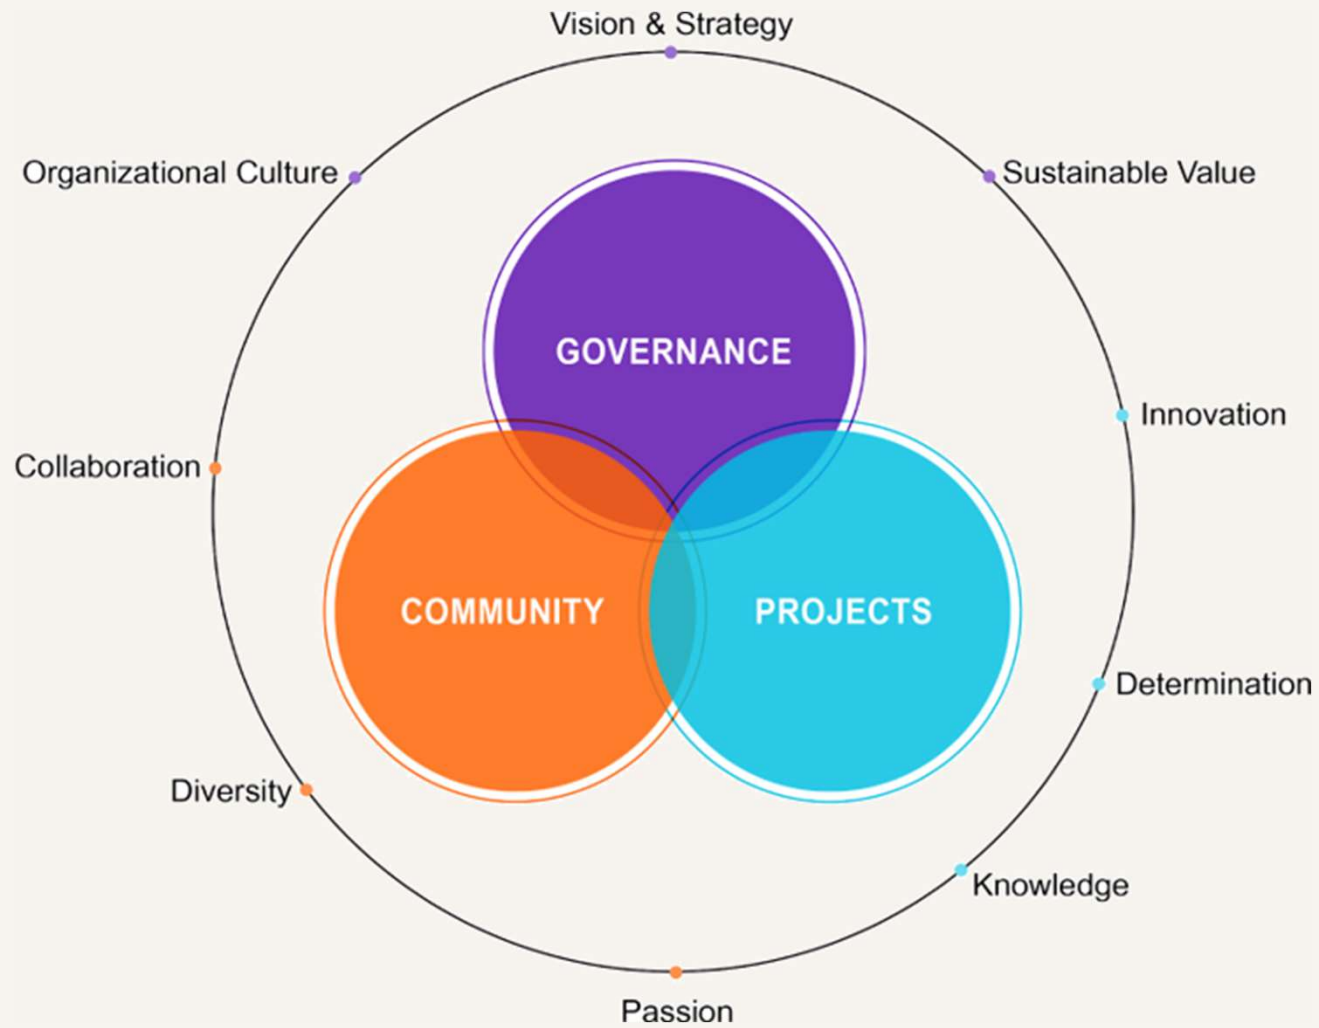 Vision & Strategy
Organizational Culture
Sustainable Value
GOVERNANCE
Innovation
Collaboration
COMMUNITY
PROJECTS
Determination
Diversity
Knowledge
Passion